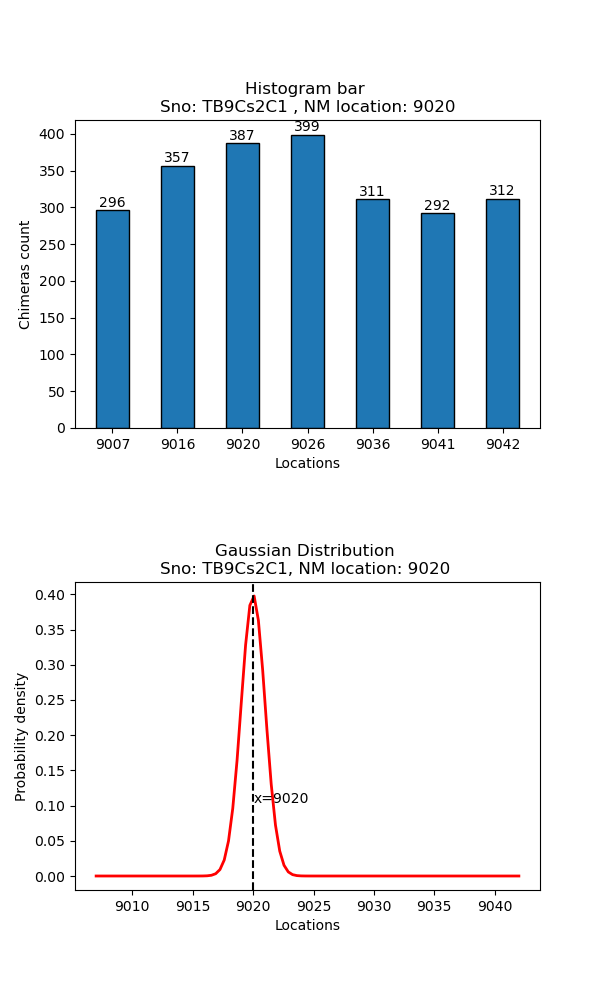 Histogram bar
Sno: TB9Cs2C1 , NM location: 9020
Chimeras count
400
350
300
250
200
150
100
50
0
296
357
387
399
311
292
312
9007 9016 9020 9026 9036 9041 9042
Locations
Gaussian Distribution
Sno: TB9Cs2C1, NM location: 9020
Probability density
0.40
0.35
0.30
0.25
0.20
0.15
0.10
0.05
0.00
x=9020
9010 9015 9020 9025 9030 9035 9040
Locations